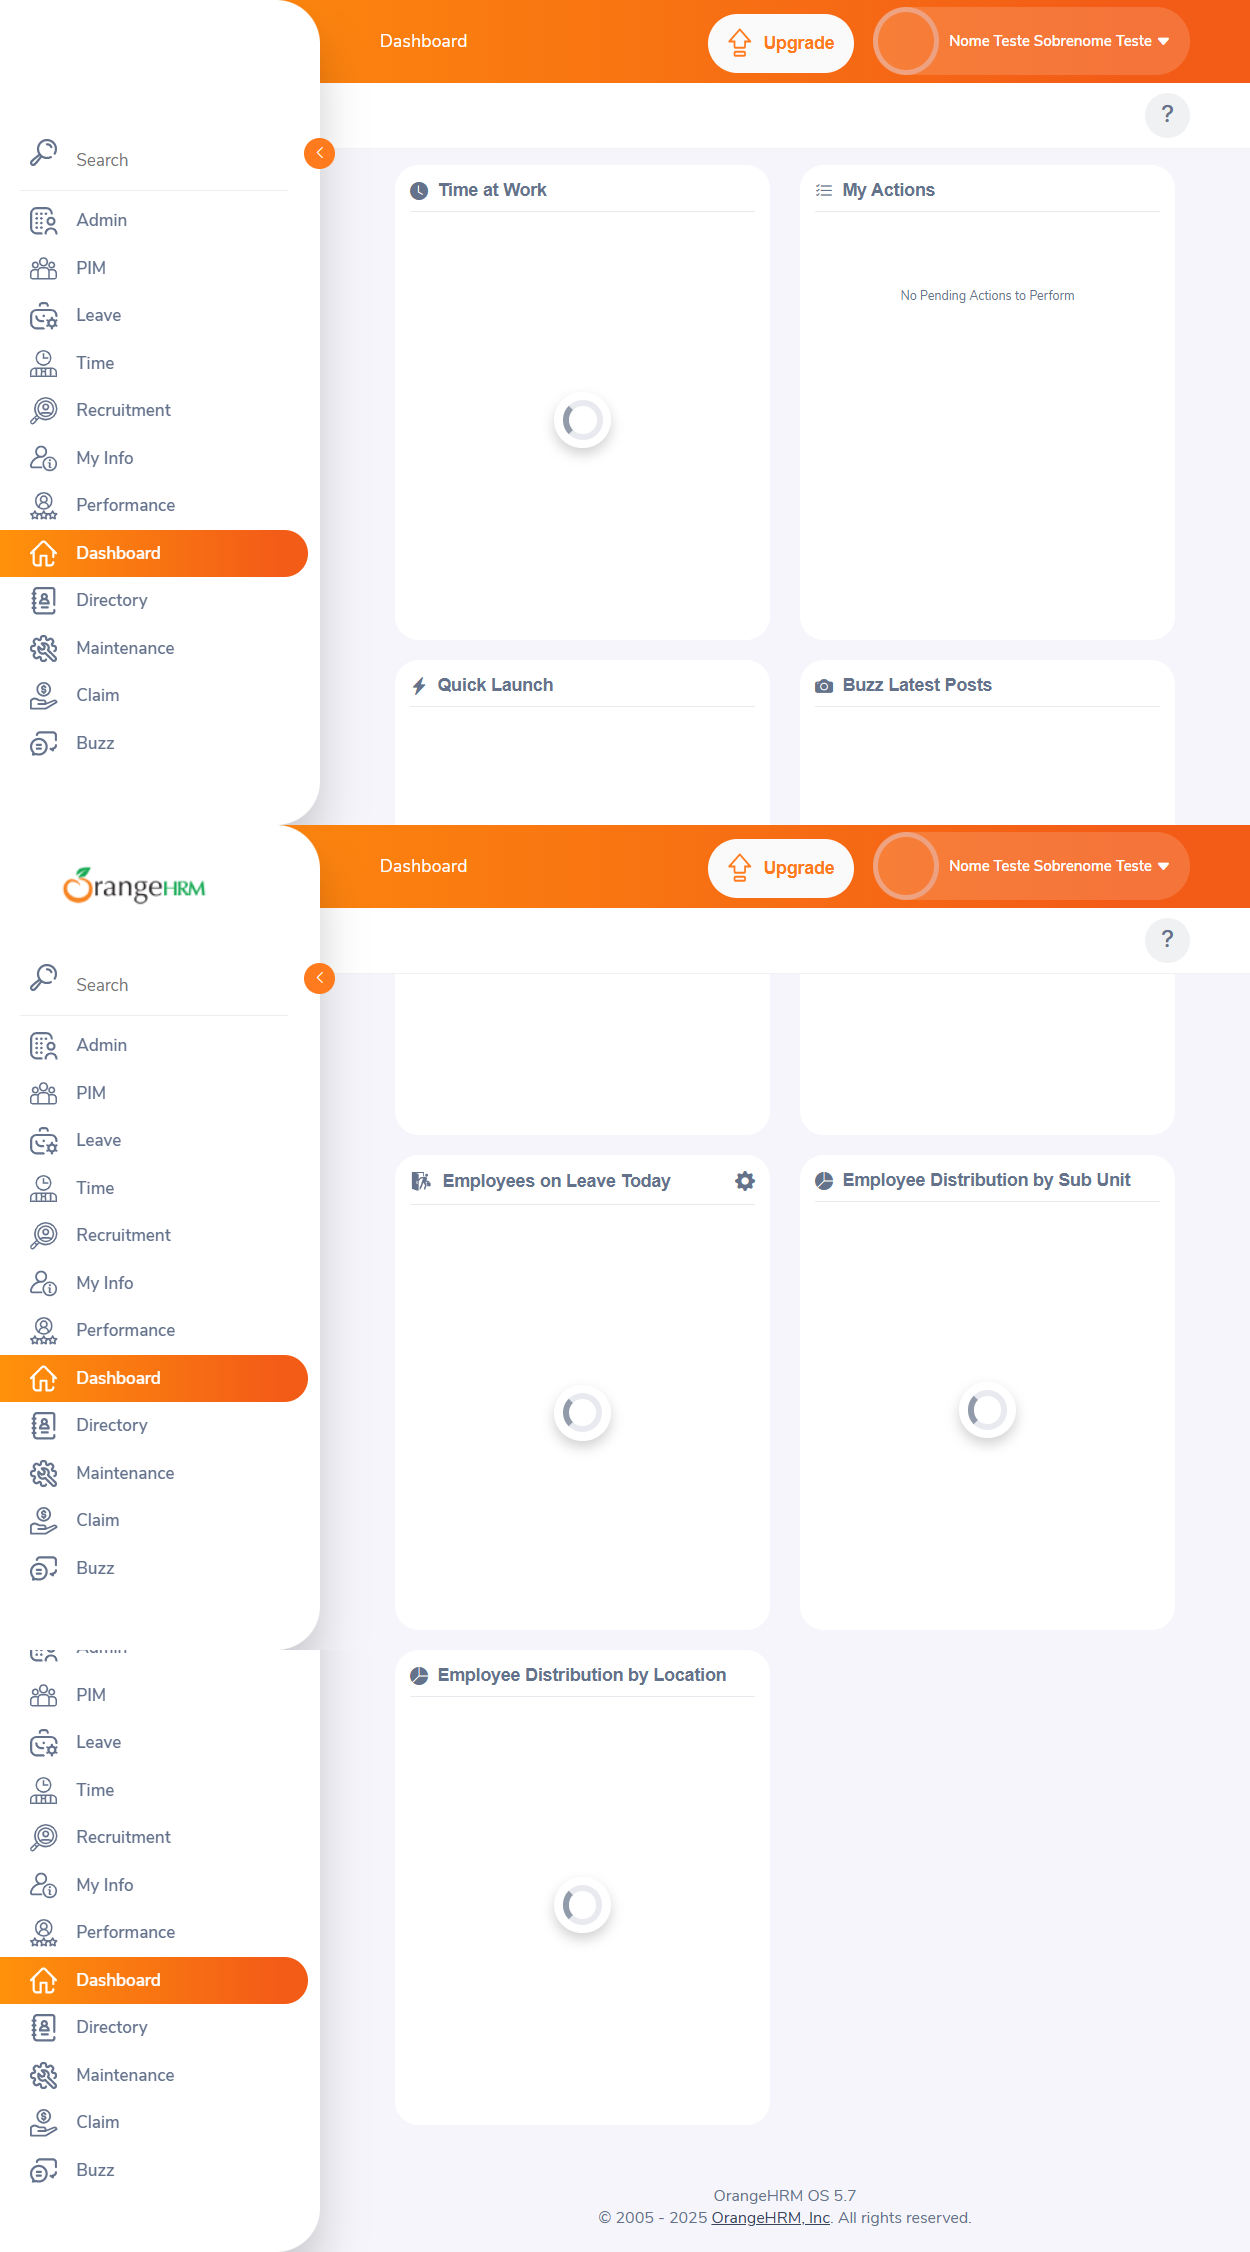 Dashboard
Upgrade
Nome Teste Sobrenome Teste
?
Search
Admin
PIM
Leave
Time
Recruitment
My Info
Performance
Dashboard
Directory
Maintenance
Claim
Buzz
Time at Work
My Actions
No Pending Actions to Perform
Quick Launch
Buzz Latest Posts
OrangeHRM
Dashboard
Upgrade
Nome Teste Sobrenome Teste
?
Search
Admin
PIM
Leave
Time
Recruitment
My Info
Performance
Dashboard
Directory
Maintenance
Claim
Buzz
Employees on Leave Today
Employee Distribution by Sub Unit
Admin
PIM
Leave
Time
Recruitment
My Info
Performance
Dashboard
Directory
Maintenance
Claim
Buzz
Employee Distribution by Location
OrangeHRM OS 5.7
© 2005 - 2025 OrangeHRM, Inc. All rights reserved.